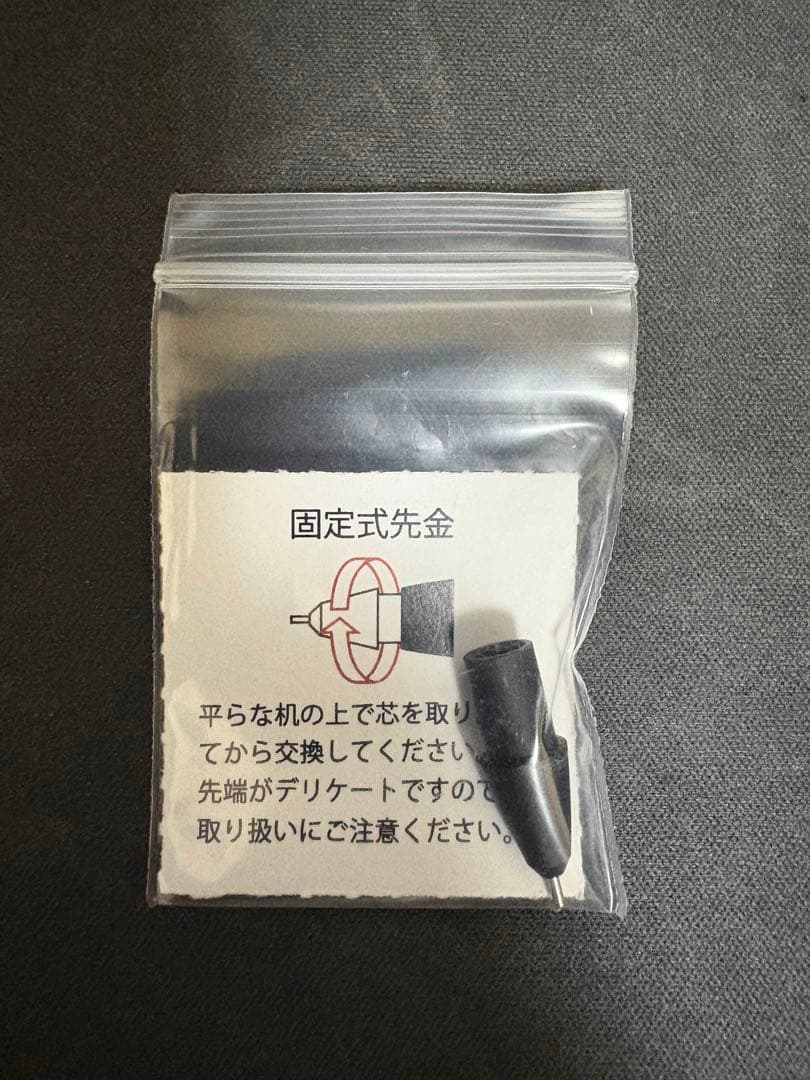 固定式先金
平らな机の上で芯を取り
てから交換してください
先端がデリケートですので
取り扱いにご注意ください。